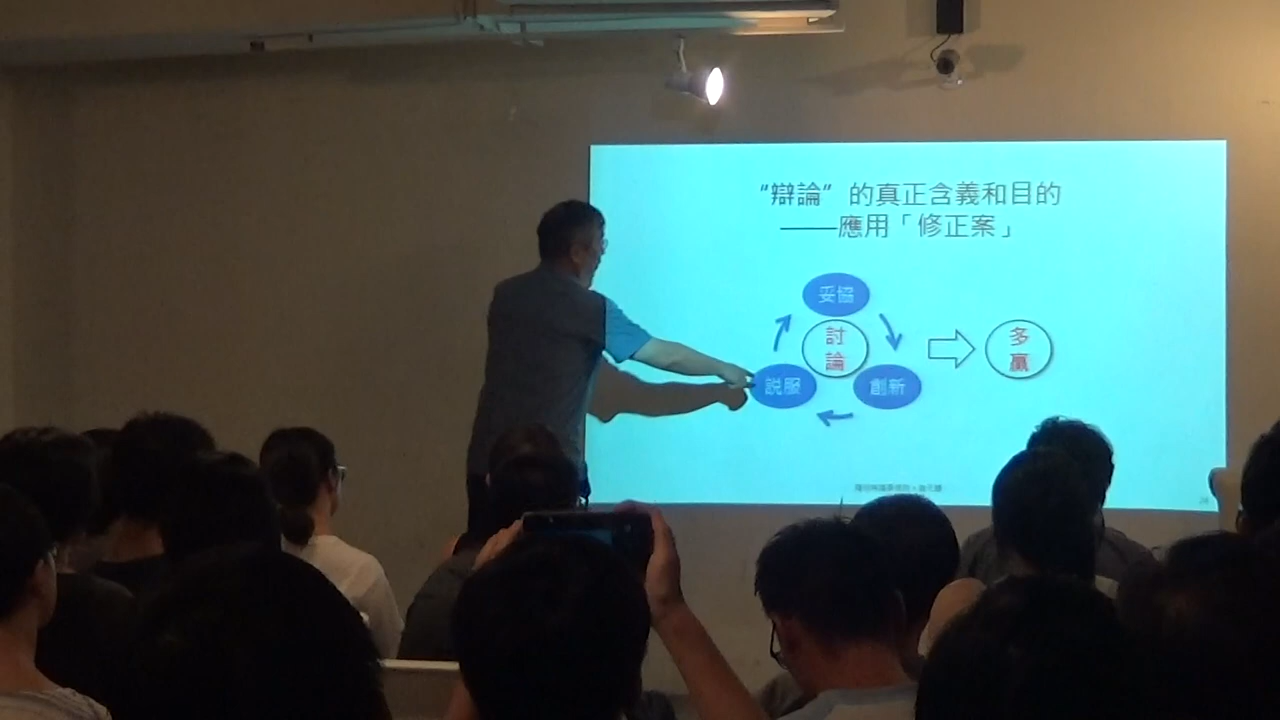 “辯論”的真正含義和目的
——應用「修正案」
妥協
討
論
說服
創新
多
贏